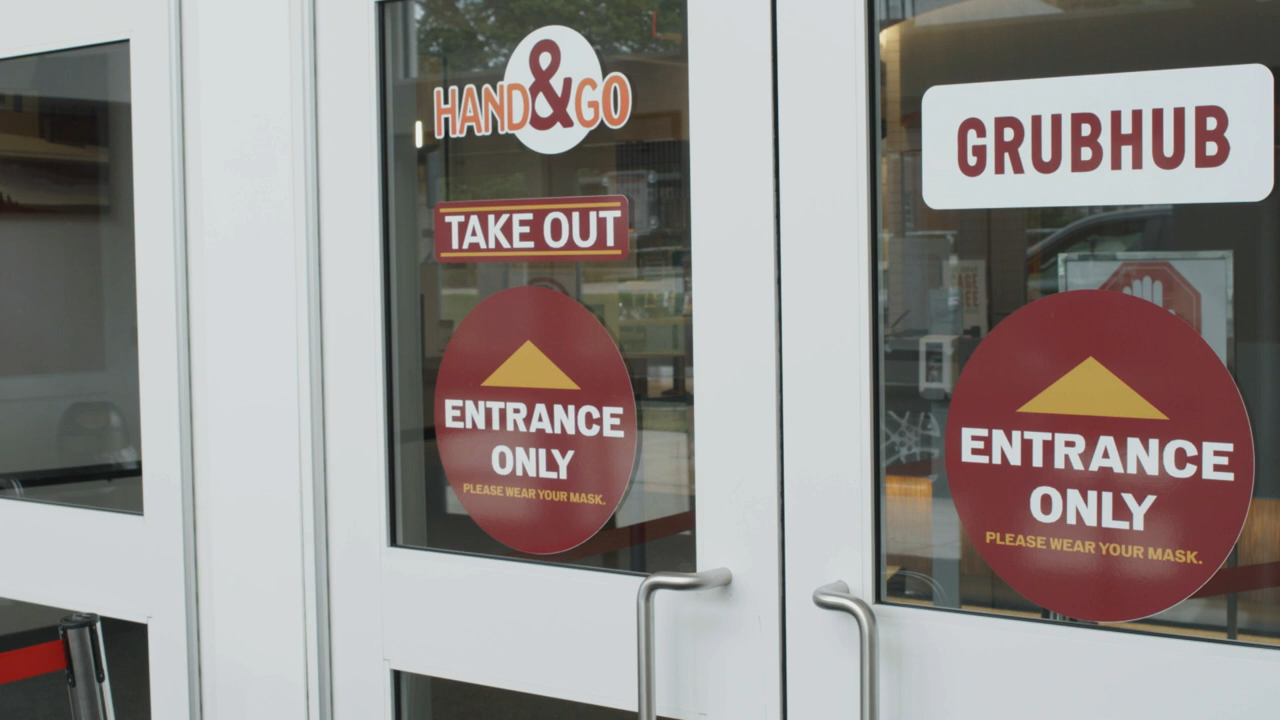 HAND&GO
TAKE OUT
ENTRANCE
ONLY
PLEASE WEAR YOUR MASK.
GRUBHUB
ENTRANCE
ONLY
PLEASE WEAR YOUR MASK.